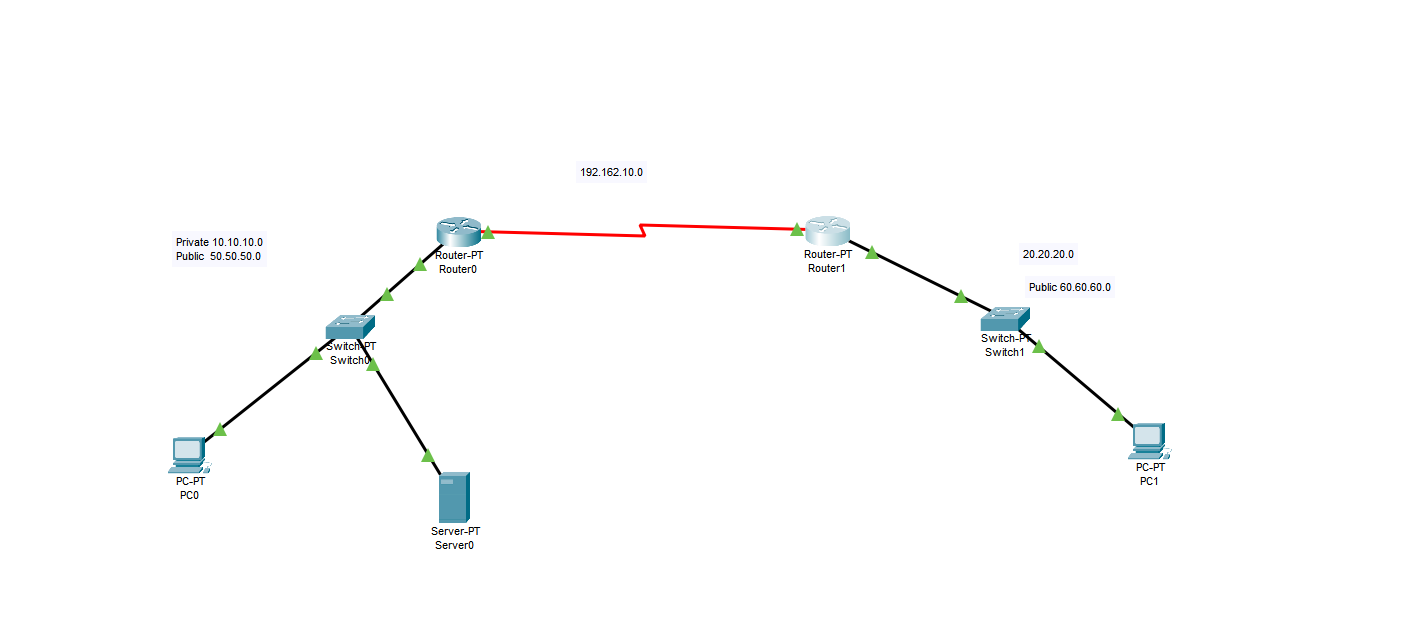 192.162.10.0
Private 10.10.10.0
Public  50.50.50.0
Router-PT
Router0
Router-PT
Router1
20.20.20.0
Public 60.60.60.0
Switch-PT
Switch0
Switch-PT
Switch1
PC-PT
PC0
PC-PT
PC1
Server-PT
Server0